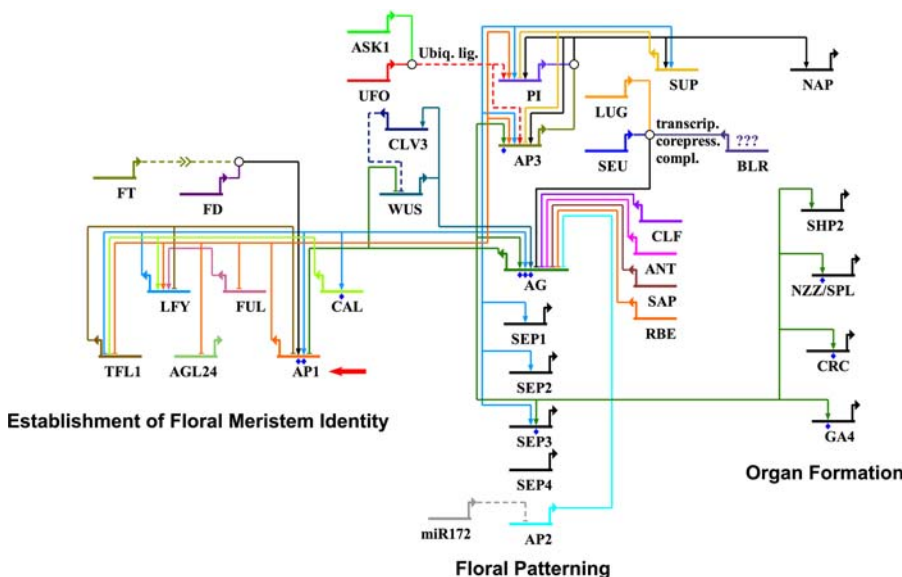 ASK1
Ubiq. lig.
UFO
PI
SUP
NAP
LUG
CLV3
AP3
SEU
transcrip.
corepress.
compl.
???
BLR
FT
FD
WUS
SHP2
CLF
ANT
AG
SAP
NZZ/SPL
RBE
LFY
FUL
CAL
SEP1
CRC
TFL1
AGL24
AP1
SEP2
Establishment of Floral Meristem Identity
SEP3
GA4
SEP4
Organ Formation
miR172
AP2
Floral Patterning